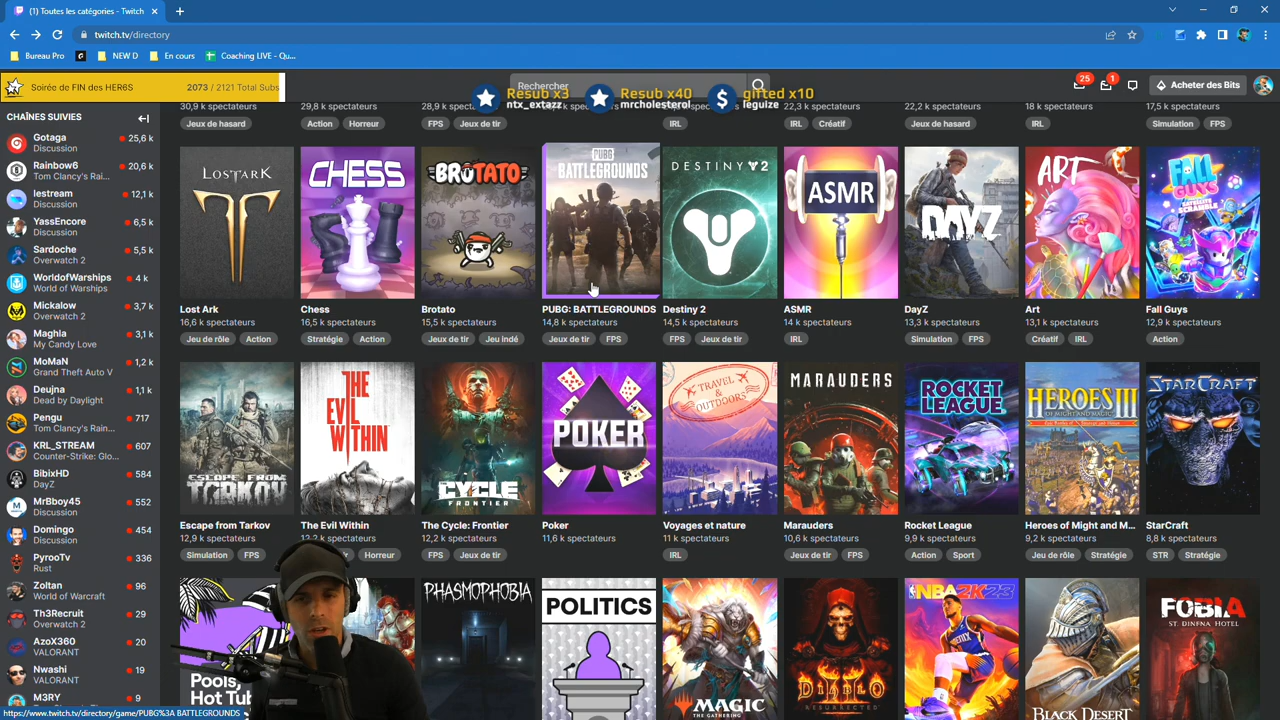 (1) Toutes les catégories - Twitch
twitch.tv/directory
Bureau Pro
NEW D
En cours
Coaching LIVE - Qu...
Soirée de FIN des HER6S
2073 / 2121 Total Subs
Rechercher
Resub x3
ntx_extazz
Resub x40
mrcholesterol
gifted x10
leguize
25
1
Acheter des Bits
CHAÎNES SUIVIES
Gotaga
25,6 k
Discussion
Rainbow6
20,6 k
Tom Clancy's Rai...
lestream
12,1 k
Discussion
YassEncore
6,5 k
Discussion
Sardoche
5,5 k
Overwatch 2
WorldofWarships
4 k
World of Warships
Mickalow
3,7 k
Overwatch 2
Maghla
3,1 k
My Candy Love
MoMaN
1,2 k
Grand Theft Auto V
Deujna
1,1 k
Dead by Daylight
Pengu
717
Tom Clancy's Rain...
KRL_STREAM
607
Counter-Strike: Glo...
BibixHD
584
DayZ
MrBboy45
552
Discussion
Domingo
454
Discussion
PyrooTv
336
Rust
Zoltan
96
World of Warcraft
Th3Recruit
29
Overwatch 2
AzoX360
20
VALORANT
Nwashi
19
VALORANT
M3RY
9
30,9 k spectateurs
29,8 k spectateurs
28,9 k spectateurs
22,3 k spectateurs
22,2 k spectateurs
18 k spectateurs
17,5 k spectateurs
Jeux de hasard
Action
Horreur
FPS
Jeux de tir
IRL
IRL
Créatif
Jeux de hasard
IRL
Simulation
FPS
LOSTARK
CHESS
BROTATO
PUBG
BATTLEGROUNDS
DESTINY 2
ASMR
DAYZ
ART
FALL GUYS
Lost Ark
Chess
Brotato
PUBG: BATTLEGROUNDS
Destiny 2
ASMR
DayZ
Art
Fall Guys
16,6 k spectateurs
16,5 k spectateurs
15,5 k spectateurs
14,8 k spectateurs
14,5 k spectateurs
14 k spectateurs
13,3 k spectateurs
13,1 k spectateurs
12,9 k spectateurs
Jeu de rôle
Action
Stratégie
Action
Jeux de tir
Jeu indé
Jeux de tir
FPS
FPS
Jeux de tir
IRL
Simulation
FPS
Créatif
IRL
Action
ESCAPE FROM
TARKOV
THE
EVIL
WITHIN
THE
CYCLE
FRONTIER
POKER
TRAVEL
&
OUTDOORS
MARAUDERS
ROCKET
LEAGUE
HEROES III
OF MIGHT AND MAGIC
STARCRAFT
Escape from Tarkov
The Evil Within
The Cycle: Frontier
Poker
Voyages et nature
Marauders
Rocket League
Heroes of Might and M...
StarCraft
12,9 k spectateurs
12,2 k spectateurs
12,2 k spectateurs
11,6 k spectateurs
11 k spectateurs
10,6 k spectateurs
9,9 k spectateurs
9,2 k spectateurs
8,8 k spectateurs
Simulation
FPS
Horreur
FPS
Jeux de tir
IRL
Jeux de tir
FPS
Action
Sport
Jeu de rôle
Stratégie
STR
Stratégie
Pools,
Hot Tub
PHASMOPHOBIA
POLITICS
MAGIC
THE GATHERING
DIABLO
RESURRECTED
NBA2K23
BLACK DESERT
FOBIA
ST. DINFNA HOTEL
https://www.twitch.tv/directory/game/PUBG%3A BATTLEGROUNDS